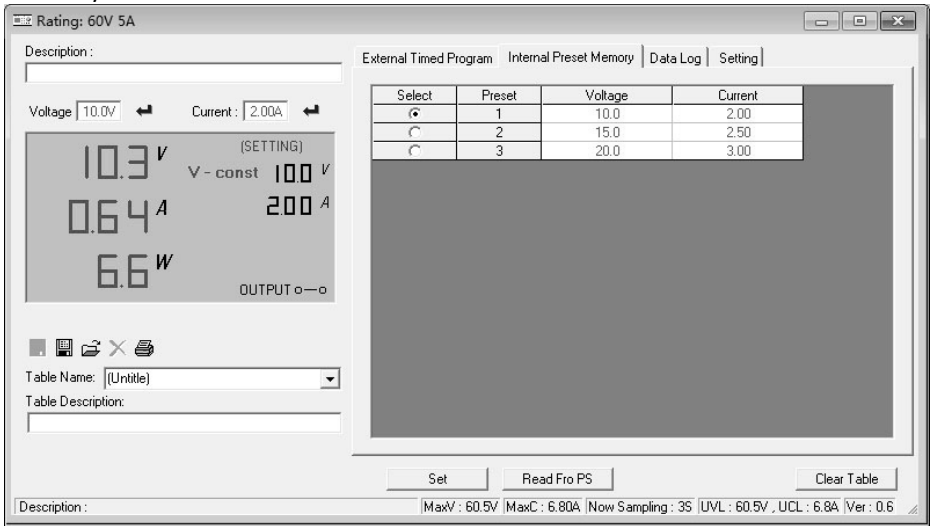 Rating: 60V 5A
Description :
External Timed Program Internal Preset Memory Data Log Setting
Voltage 10.0V Current : 2.00A
Select Preset Voltage Current
1 10.0 2.00
2 15.0 2.50
3 20.0 3.00
(SETTING)
10.3 V V - const 10.0 V
0.64 A 2.00 A
6.6 W
OUTPUT
Table Name: (Untitle)
Table Description:
Set Read Fro PS Clear Table
Description : MaxV : 60.5V MaxC : 6.80A Now Sampling : 3S UVL : 60.5V , UCL : 6.8A Ver : 0.6